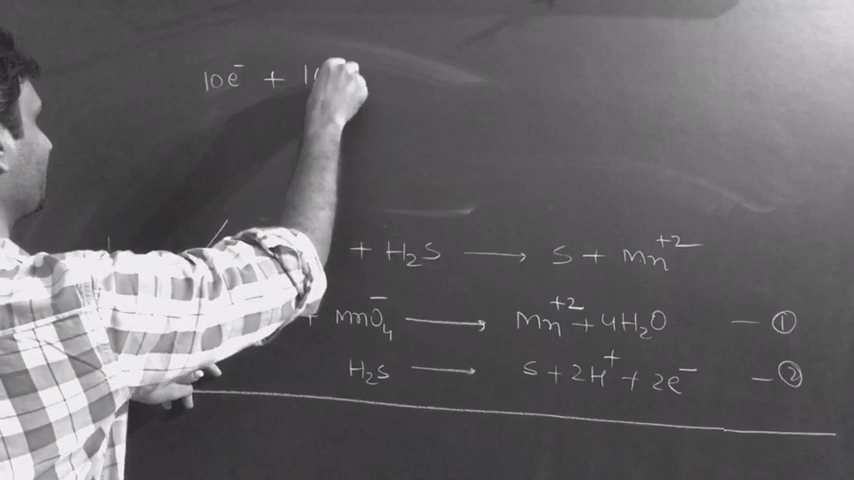 10e⁻ + 1
+ H₂S ⟶ S + Mn⁺²
+ MnO₄⁻ ⟶ Mn⁺² + 4H₂O — ①
H₂S ⟶ S + 2H⁺ + 2e⁻ — ②